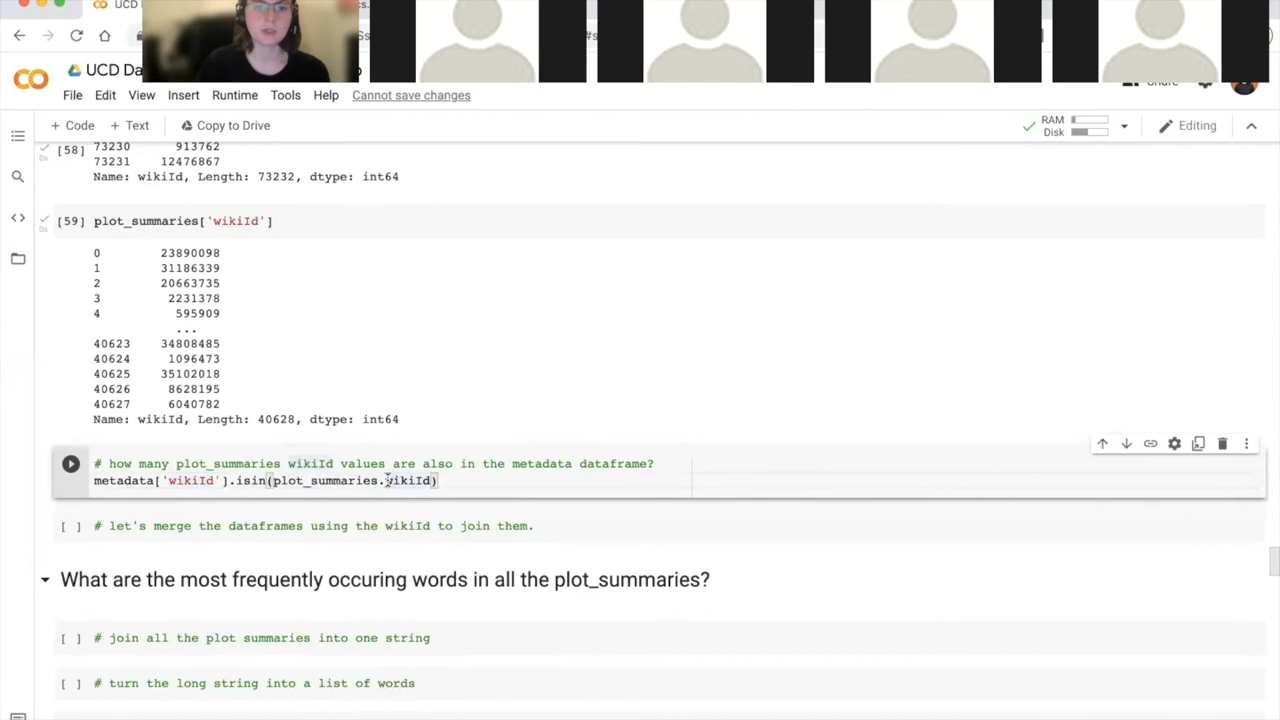 UCD Da
File Edit View Insert Runtime Tools Help Cannot save changes
+ Code + Text Copy to Drive RAM Disk Editing
[58] 73230 913762
73231 12476867
Name: wikiId, Length: 73232, dtype: int64
[59] plot_summaries['wikiId']
0 23890098
1 31186339
2 20663735
3 2231378
4 595909
...
40623 34808485
40624 1096473
40625 35102018
40626 8628195
40627 6040782
Name: wikiId, Length: 40628, dtype: int64
# how many plot_summaries wikiId values are also in the metadata dataframe?
metadata['wikiId'].isin(plot_summaries.wikiId)
[ ] # let's merge the dataframes using the wikiId to join them.
What are the most frequently occuring words in all the plot_summaries?
[ ] # join all the plot summaries into one string
[ ] # turn the long string into a list of words